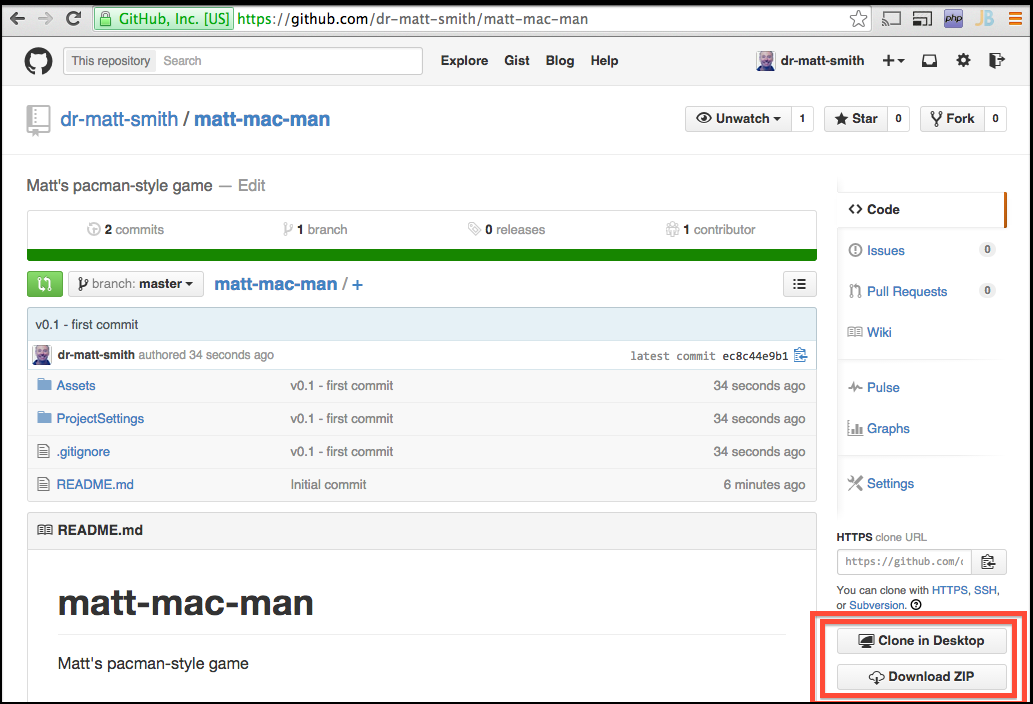 GitHub, Inc. [US] https://github.com/dr-matt-smith/matt-mac-man php JB
This repository Search Explore Gist Blog Help dr-matt-smith
dr-matt-smith / matt-mac-man Unwatch 1 Star 0 Fork 0
Matt's pacman-style game — Edit
2 commits 1 branch 0 releases 1 contributor
branch: master matt-mac-man / +
v0.1 - first commit
dr-matt-smith authored 34 seconds ago latest commit ec8c44e9b1
Assets v0.1 - first commit 34 seconds ago
ProjectSettings v0.1 - first commit 34 seconds ago
.gitignore v0.1 - first commit 34 seconds ago
README.md Initial commit 6 minutes ago
README.md
matt-mac-man
Matt's pacman-style game
Code
Issues 0
Pull Requests 0
Wiki
Pulse
Graphs
Settings
HTTPS clone URL
https://github.com/
You can clone with HTTPS, SSH,
or Subversion.
Clone in Desktop
Download ZIP